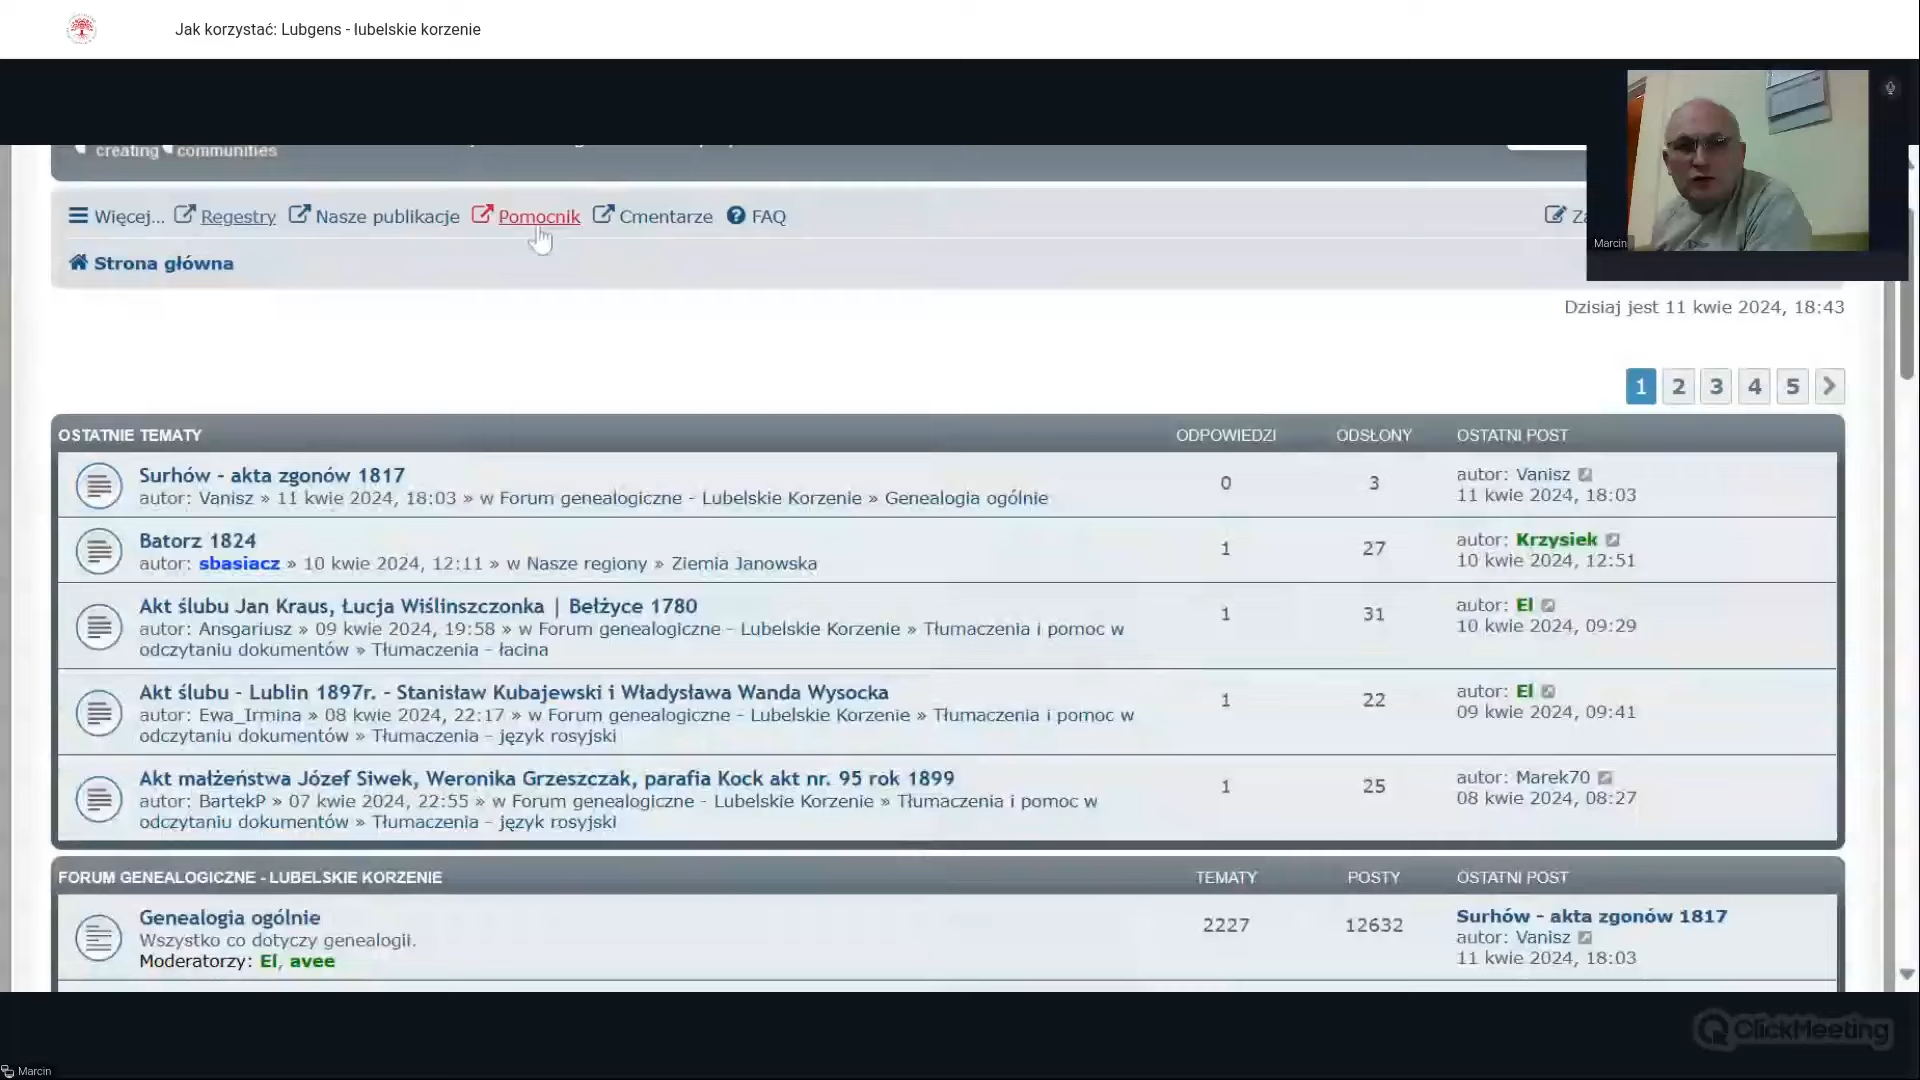 Jak korzystać: Lubgens - lubelskie korzenie
creating communities
Więcej... Regestry Nasze publikacje Pomocnik Cmentarze FAQ
Strona główna
Marcin
Dzisiaj jest 11 kwie 2024, 18:43
1 2 3 4 5
OSTATNIE TEMATY ODPOWIEDZI ODSŁONY OSTATNI POST
Surhów - akta zgonów 1817
autor: Vanisz » 11 kwie 2024, 18:03 » w Forum genealogiczne - Lubelskie Korzenie » Genealogia ogólnie
0 3
autor: Vanisz
11 kwie 2024, 18:03
Batorz 1824
autor: sbasiacz » 10 kwie 2024, 12:11 » w Nasze regiony » Ziemia Janowska
1 27
autor: Krzysiek
10 kwie 2024, 12:51
Akt ślubu Jan Kraus, Łucja Wiślinszczonka | Bełżyce 1780
autor: Ansgariusz » 09 kwie 2024, 19:58 » w Forum genealogiczne - Lubelskie Korzenie » Tłumaczenia i pomoc w
odczytaniu dokumentów » Tłumaczenia - łacina
1 31
autor: El
10 kwie 2024, 09:29
Akt ślubu - Lublin 1897r. - Stanisław Kubajewski i Władysława Wanda Wysocka
autor: Ewa_Irmina » 08 kwie 2024, 22:17 » w Forum genealogiczne - Lubelskie Korzenie » Tłumaczenia i pomoc w
odczytaniu dokumentów » Tłumaczenia - język rosyjski
1 22
autor: El
09 kwie 2024, 09:41
Akt małżeństwa Józef Siwek, Weronika Grzeszczak, parafia Kock akt nr. 95 rok 1899
autor: BartekP » 07 kwie 2024, 22:55 » w Forum genealogiczne - Lubelskie Korzenie » Tłumaczenia i pomoc w
odczytaniu dokumentów » Tłumaczenia - język rosyjski
1 25
autor: Marek70
08 kwie 2024, 08:27
FORUM GENEALOGICZNE - LUBELSKIE KORZENIE TEMATY POSTY OSTATNI POST
Genealogia ogólnie
Wszystko co dotyczy genealogii.
Moderatorzy: El, avee
2227 12632
Surhów - akta zgonów 1817
autor: Vanisz
11 kwie 2024, 18:03
ClickMeeting
Marcin